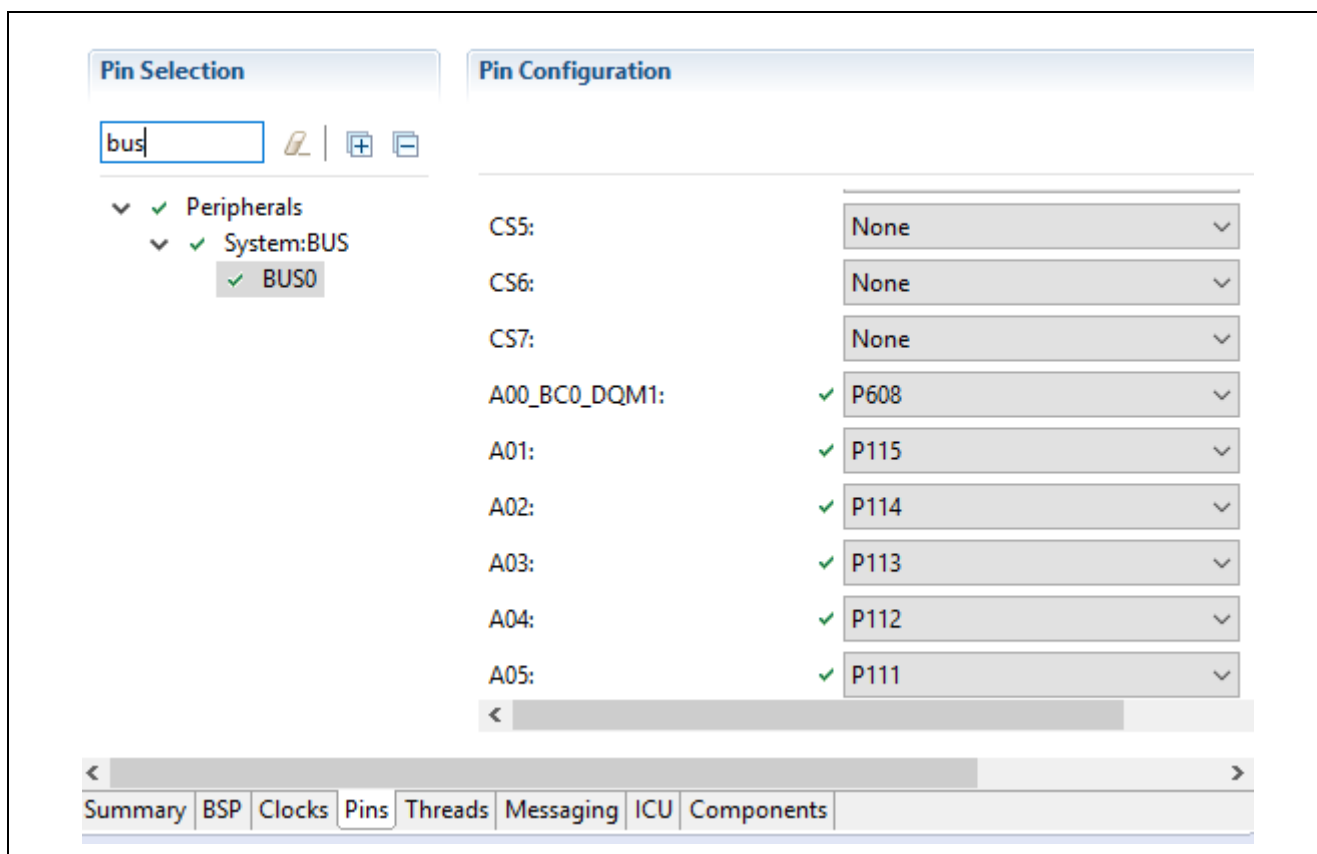 Pin Selection
Pin Configuration
bus
Peripherals
System:BUS
BUS0
CS5: None
CS6: None
CS7: None
A00_BC0_DQM1: P608
A01: P115
A02: P114
A03: P113
A04: P112
A05: P111
Summary BSP Clocks Pins Threads Messaging ICU Components